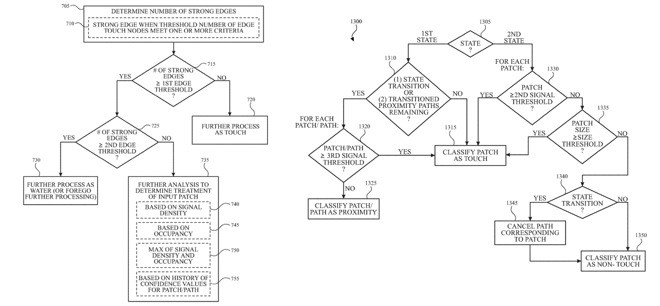 705
DETERMINE NUMBER OF STRONG EDGES
710
STRONG EDGE WHEN THRESHOLD NUMBER OF EDGE
TOUCH NODES MEET ONE OR MORE CRITERIA
715
# OF STRONG
EDGES
≥ 1ST EDGE
THRESHOLD
?
YES
NO
720
FURTHER PROCESS
AS TOUCH
725
# OF STRONG
EDGES
≥ 2ND EDGE
THRESHOLD
?
YES
NO
730
FURTHER PROCESS AS
WATER (OR FOREGO
FURTHER PROCESSING)
735
FURTHER ANALYSIS TO
DETERMINE TREATMENT OF
INPUT PATCH
740
BASED ON SIGNAL
DENSITY
745
BASED ON
OCCUPANCY
750
MAX OF SIGNAL
DENSITY AND
OCCUPANCY
755
BASED ON HISTORY OF
CONFIDENCE VALUES
FOR PATCH/PATH
1300
1305
STATE
?
1ST
STATE
2ND
STATE
1310
(1) STATE
TRANSITION
OR
(2) TRANSITIONED
PROXIMITY PATHS
REMAINING
?
YES
NO
FOR EACH
PATCH/ PATH:
1320
PATCH/PATH
≥ 3RD SIGNAL
THRESHOLD
?
YES
NO
1325
CLASSIFY PATCH/
PATH AS PROXIMITY
1315
CLASSIFY PATCH
AS TOUCH
FOR EACH
PATCH:
1330
PATCH
≥2ND SIGNAL
THRESHOLD
?
YES
NO
1335
PATCH
SIZE
≥SIZE
THRESHOLD
?
YES
NO
1340
STATE
TRANSITION
?
YES
NO
1345
CANCEL PATH
CORRESPONDING
TO PATCH
1350
CLASSIFY PATCH
AS NON- TOUCH